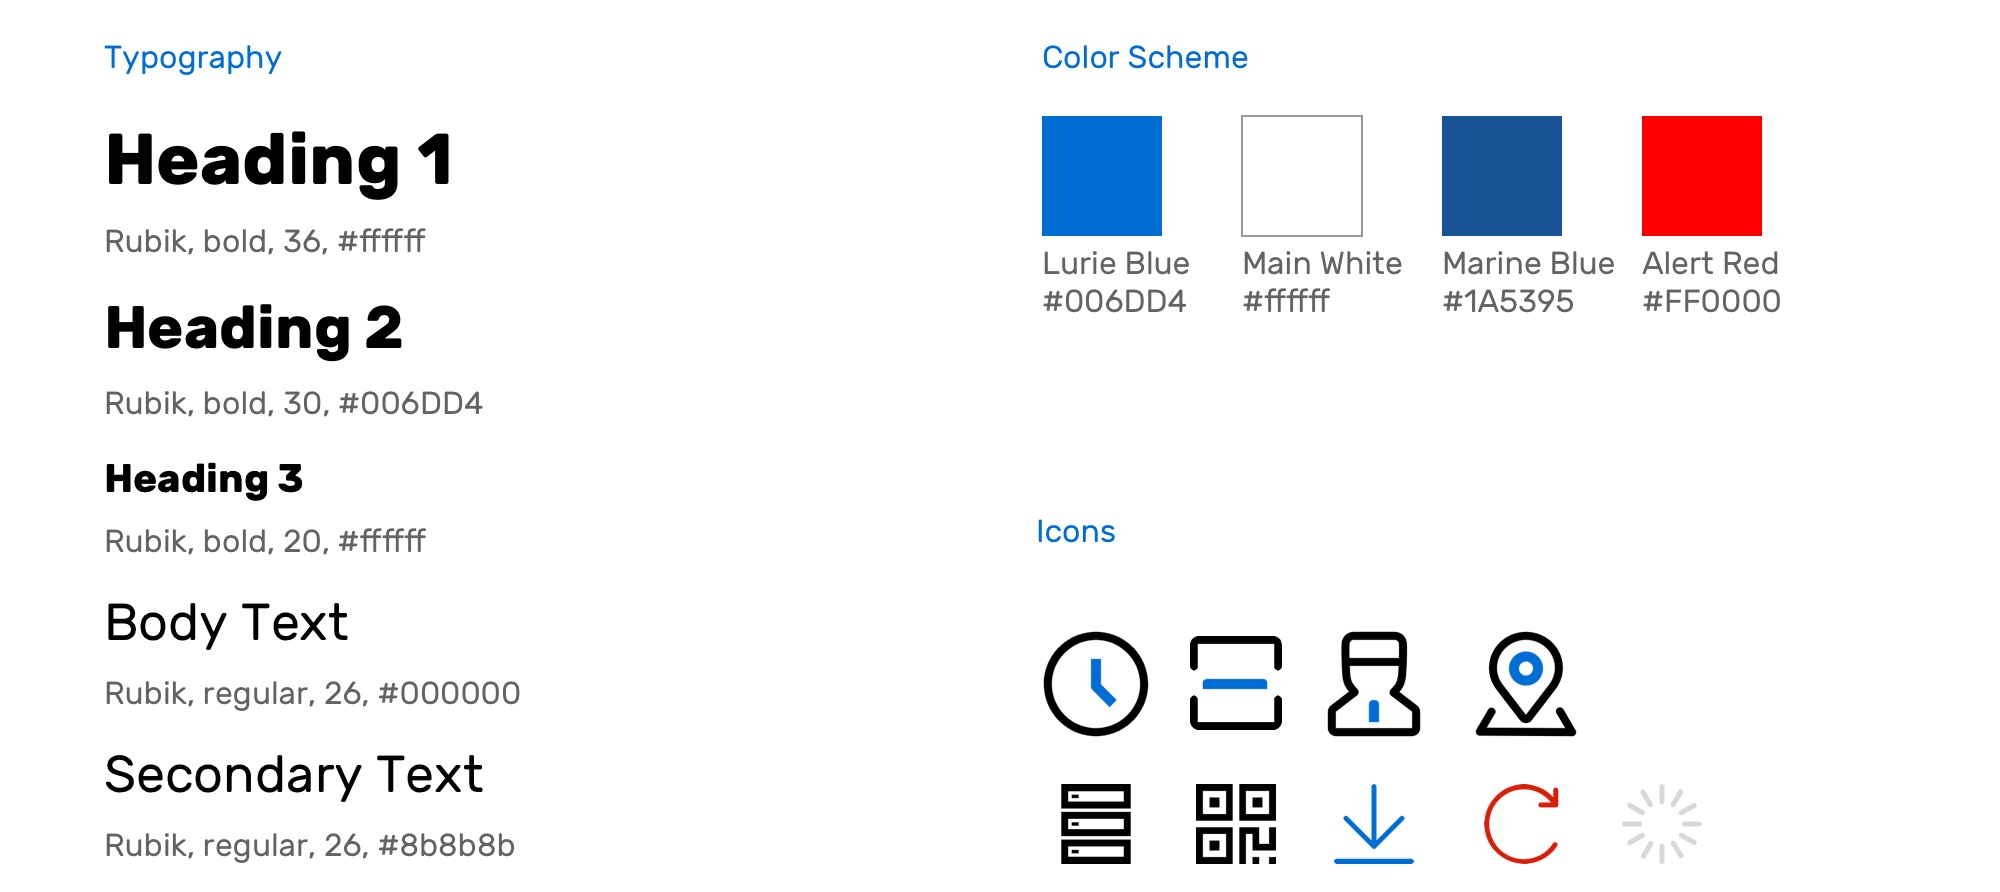 Typography
Heading 1
Rubik, bold, 36, #ffffff
Heading 2
Rubik, bold, 30, #006DD4
Heading 3
Rubik, bold, 20, #ffffff
Body Text
Rubik, regular, 26, #000000
Secondary Text
Rubik, regular, 26, #8b8b8b
Color Scheme
Lurie Blue
#006DD4
Main White
#ffffff
Marine Blue
#1A5395
Alert Red
#FF0000
Icons